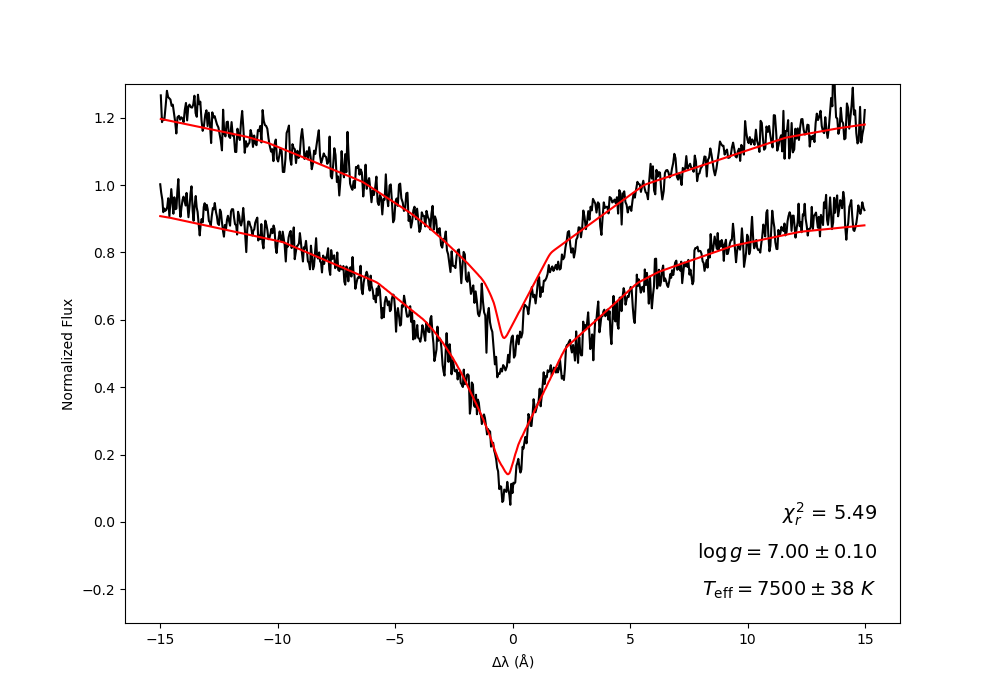 Normalized Flux
1.2
1.0
0.8
0.6
0.4
0.2
0.0
−0.2
χ²ᵣ = 5.49
log g = 7.00 ± 0.10
T_eff = 7500 ± 38 K
−15 −10 −5 0 5 10 15
Δλ (Å)